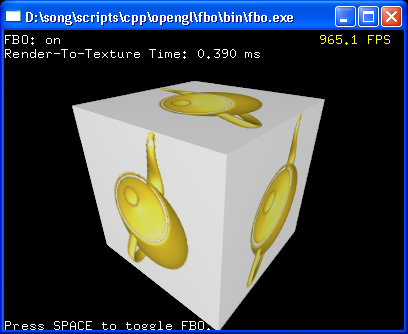 D:\song\scripts\cpp\opengl\fbo\bin\fbo.exe
FBO: on 965.1 FPS
Render-To-Texture Time: 0.390 ms
Press SPACE to toggle FBO.